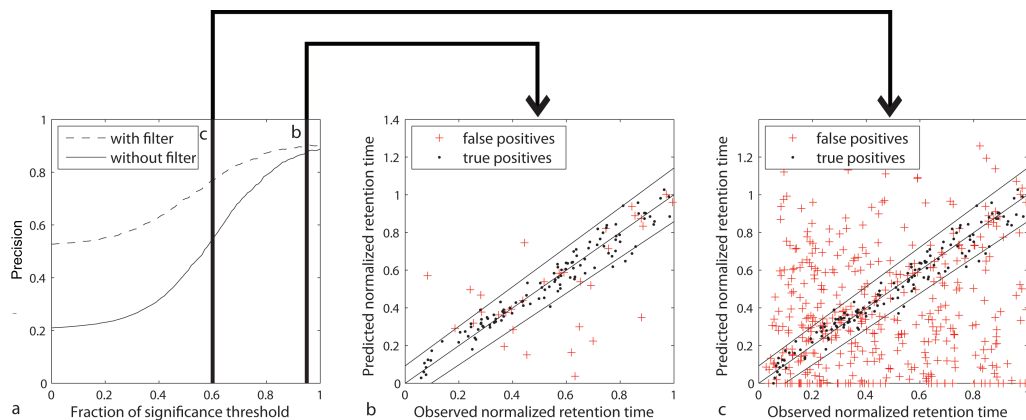 with filter
without filter
c
b
Precision
1
0.8
0.6
0.4
0.2
0
0
0.2
0.4
0.6
0.8
1
Fraction of significance threshold
a
false positives
true positives
Predicted normalized retention time
1.4
1.2
1
0.8
0.6
0.4
0.2
0
0
0.2
0.4
0.6
0.8
1
b
Observed normalized retention time
false positives
true positives
Predicted normalized retention time
1.2
1
0.8
0.6
0.4
0.2
0
0
0.2
0.4
0.6
0.8
1
c
Observed normalized retention time